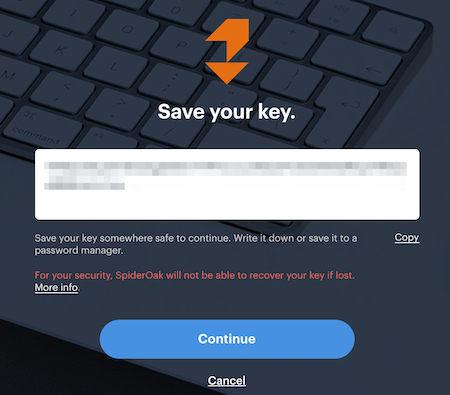 Save your key.
Save your key somewhere safe to continue. Write it down or save it to a
password manager.
Copy
For your security, SpiderOak will not be able to recover your key if lost.
More info.
Continue
Cancel
command